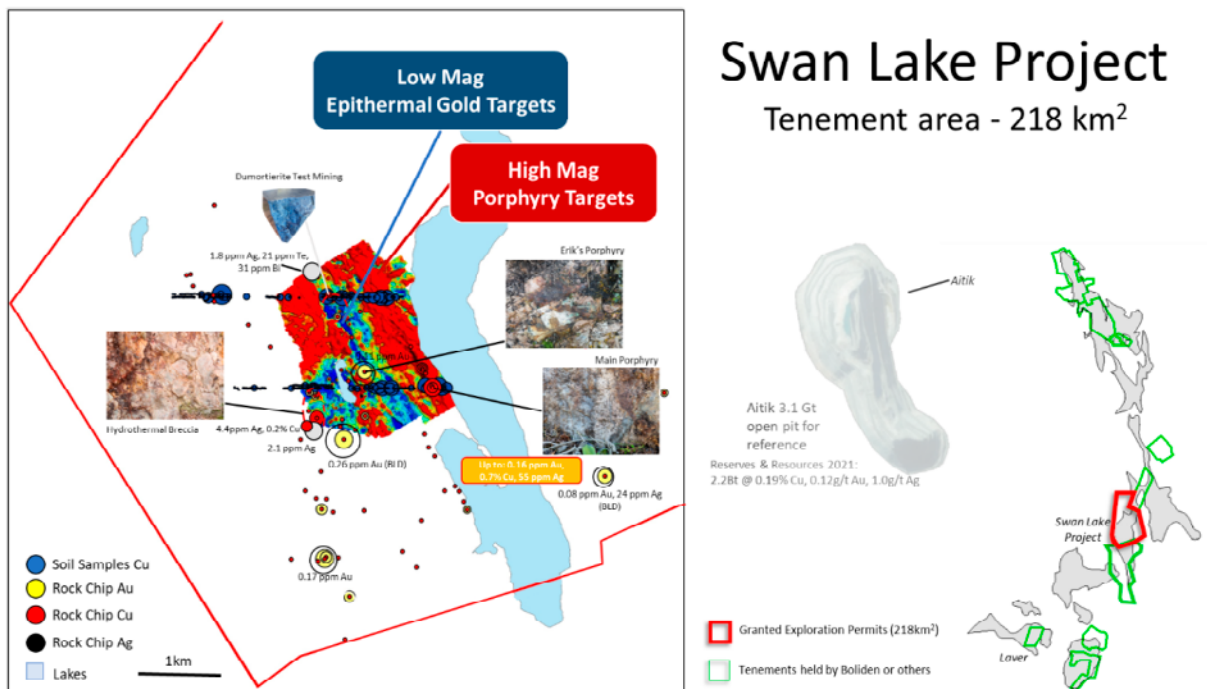 Low Mag
Epithermal Gold Targets
High Mag
Porphyry Targets
Dumortierite Test Mining
1.8 ppm Ag, 21 ppm Te,
31 ppm Bi
Erik's Porphyry
ppm Au
Main Porphyry
Hydrothermal Breccia
4.4ppm Ag, 0.2% Cu
2.1 ppm Ag
0.26 ppm Au (BLD)
Up to: 0.16 ppm Au,
0.7% Cu, 55 ppm Ag
0.08 ppm Au, 24 ppm Ag
(BLD)
0.17 ppm Au
Soil Samples Cu
Rock Chip Au
Rock Chip Cu
Rock Chip Ag
Lakes
1km
Swan Lake Project
Tenement area - 218 km²
Aitik
Aitik 3.1 Gt
open pit for
reference
Reserves & Resources 2021:
2.2Bt @ 0.19% Cu, 0.12g/t Au, 1.0g/t Ag
Swan Lake
Project
Laver
Granted Exploration Permits (218km²)
Tenements held by Boliden or others